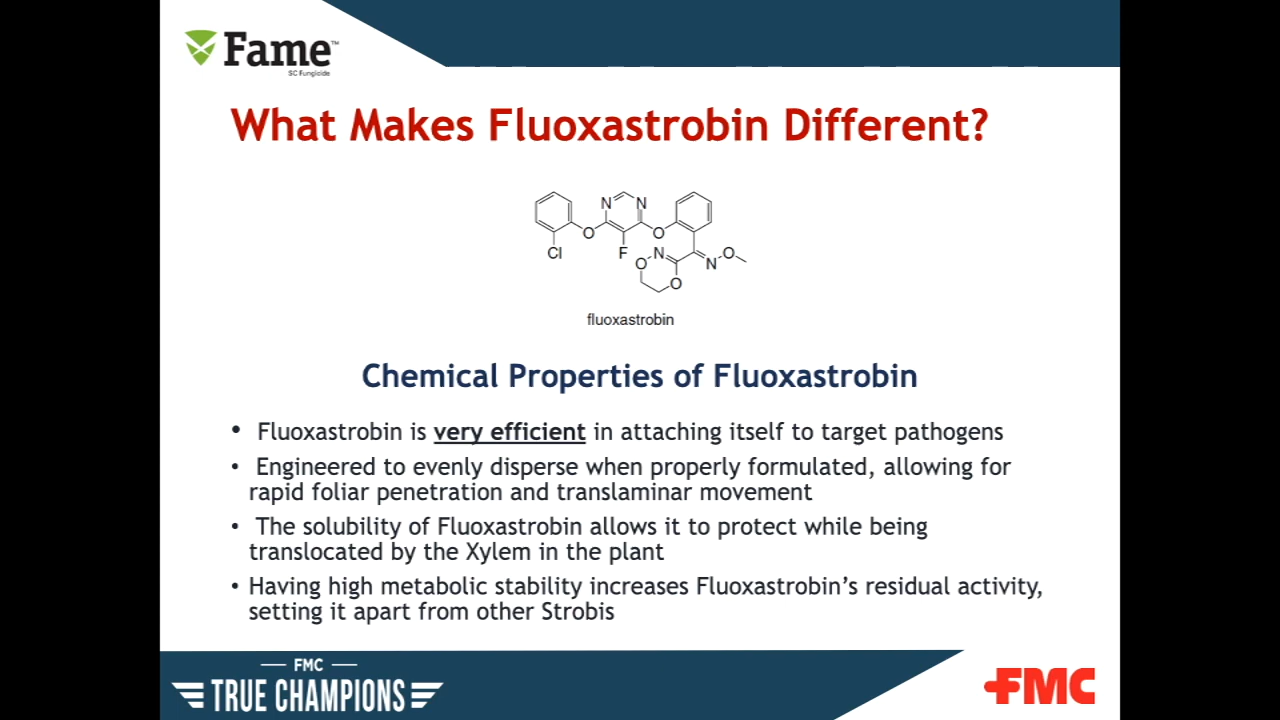 Fame™
SC Fungicide
What Makes Fluoxastrobin Different?
N N
O O
Cl F N O
O N
O
fluoxastrobin
Chemical Properties of Fluoxastrobin
• Fluoxastrobin is very efficient in attaching itself to target pathogens
• Engineered to evenly disperse when properly formulated, allowing for
rapid foliar penetration and translaminar movement
• The solubility of Fluoxastrobin allows it to protect while being
translocated by the Xylem in the plant
• Having high metabolic stability increases Fluoxastrobin’s residual activity,
setting it apart from other Strobis
FMC
TRUE CHAMPIONS
FMC